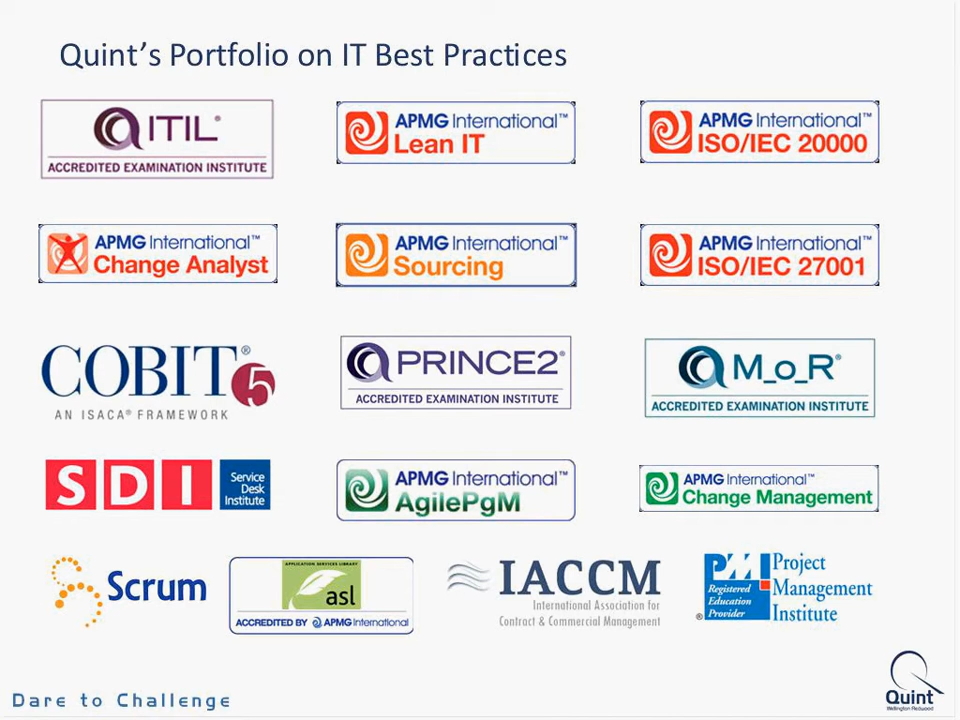 Quint’s Portfolio on IT Best Practices
ITIL®
ACCREDITED EXAMINATION INSTITUTE
APMG International™
Lean IT
APMG International™
ISO/IEC 20000
APMG International™
Change Analyst
APMG International™
Sourcing
APMG International™
ISO/IEC 27001
COBIT® 5
AN ISACA® FRAMEWORK
PRINCE2®
ACCREDITED EXAMINATION INSTITUTE
M_o_R®
ACCREDITED EXAMINATION INSTITUTE
SDI
Service
Desk
Institute
APMG International™
AgilePgM
APMG International™
Change Management
Scrum
APPLICATION SERVICES LIBRARY
asl
ACCREDITED BY APMG International
IACCM
International Association for
Contract & Commercial Management
PMI
Registered
Education
Provider
®
Project
Management
Institute
Dare to Challenge
Quint
Wellington Redwood